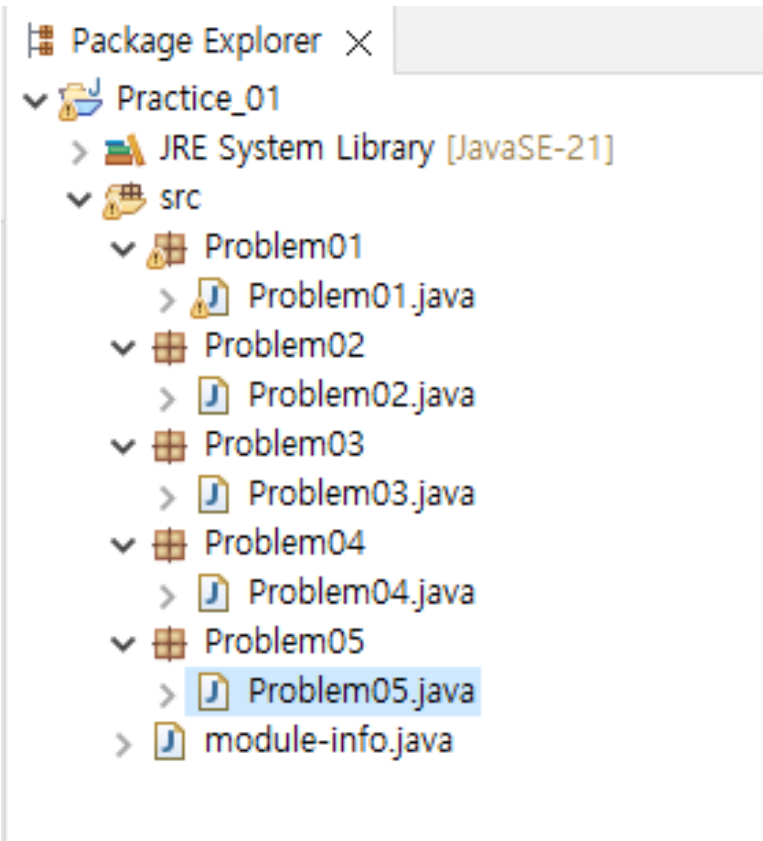 Package Explorer
Practice_01
JRE System Library [JavaSE-21]
src
Problem01
Problem01.java
Problem02
Problem02.java
Problem03
Problem03.java
Problem04
Problem04.java
Problem05
Problem05.java
module-info.java